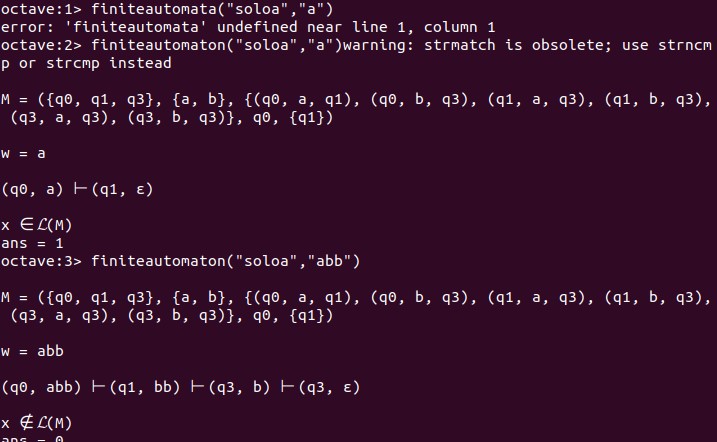 octave:1> finiteautomata("soloa","a")
error: 'finiteautomata' undefined near line 1, column 1
octave:2> finiteautomaton("soloa","a")warning: strmatch is obsolete; use strncm
p or strcmp instead
M = ({q0, q1, q3}, {a, b}, {(q0, a, q1), (q0, b, q3), (q1, a, q3), (q1, b, q3),
(q3, a, q3), (q3, b, q3)}, q0, {q1})
w = a
(q0, a) ⊢(q1, ε)
x ∈ℒ(M)
ans = 1
octave:3> finiteautomaton("soloa","abb")
M = ({q0, q1, q3}, {a, b}, {(q0, a, q1), (q0, b, q3), (q1, a, q3), (q1, b, q3),
(q3, a, q3), (q3, b, q3)}, q0, {q1})
w = abb
(q0, abb) ⊢(q1, bb) ⊢(q3, b) ⊢(q3, ε)
x ∉ℒ(M)
ans = 0